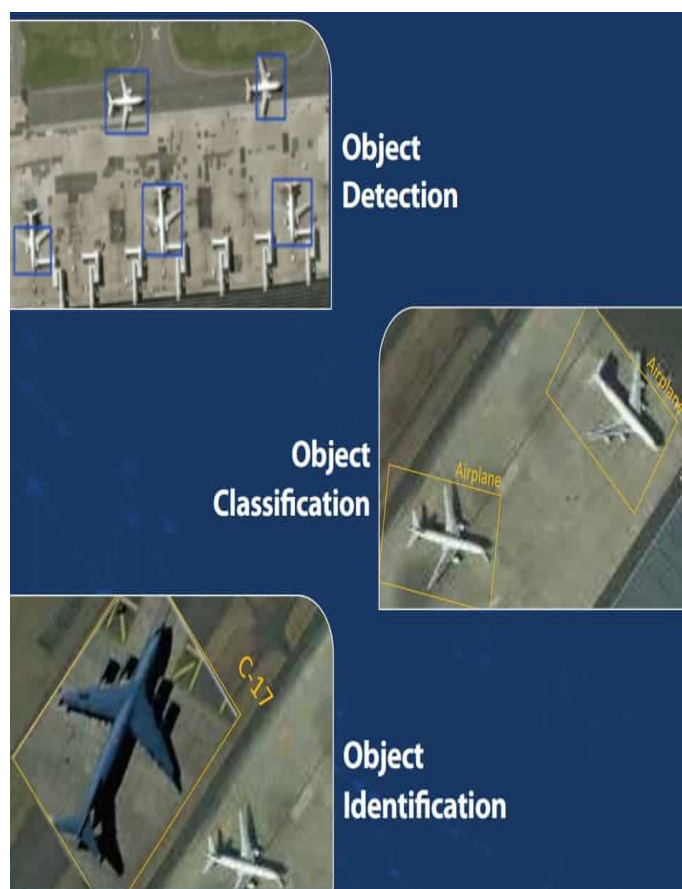 Object
Detection
Airplane
Object
Classification
Airplane
C-17
Object
Identification